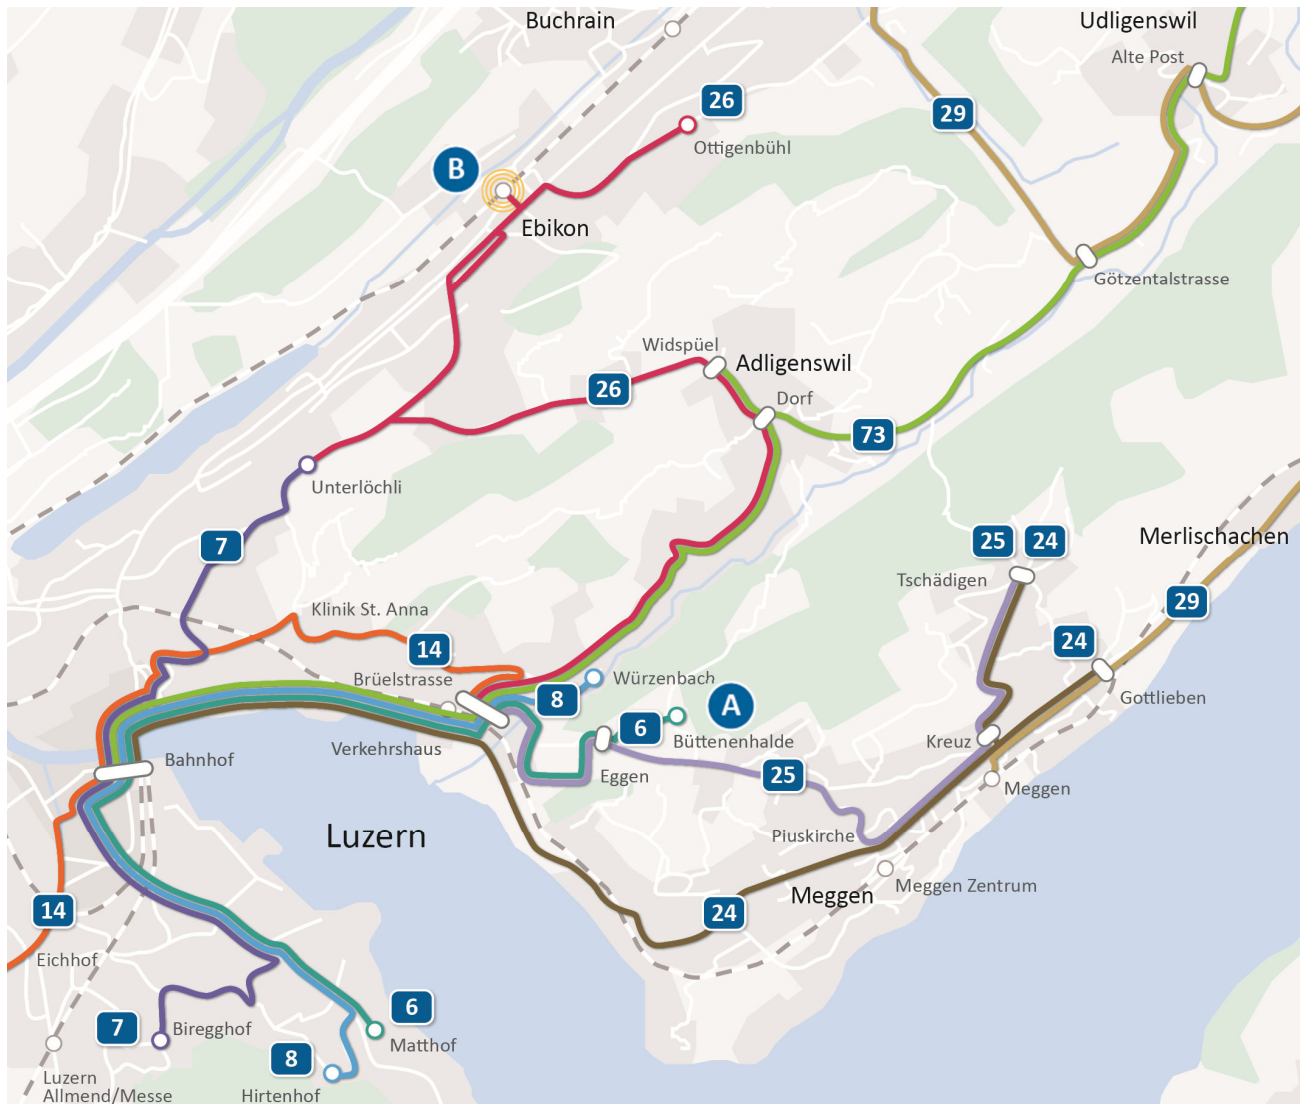 Buchrain
Udligenswil
Alte Post
26
29
B
Ottigenbühl
Ebikon
Götzentalstrasse
Widspüel
Adligenswil
26
Dorf
73
Unterlöchli
7
25
24
Merlischachen
Tschädigen
29
Klinik St. Anna
14
24
Brüelstrasse
Würzenbach
8
A
Gottlieben
6
Büttenenhalde
Kreuz
Verkehrshaus
Bahnhof
Eggen
25
Meggen
Luzern
Piuskirche
Meggen Zentrum
Meggen
14
24
Eichhof
6
7
Biregghof
Matthof
8
Luzern
Allmend/Messe
Hirtenhof